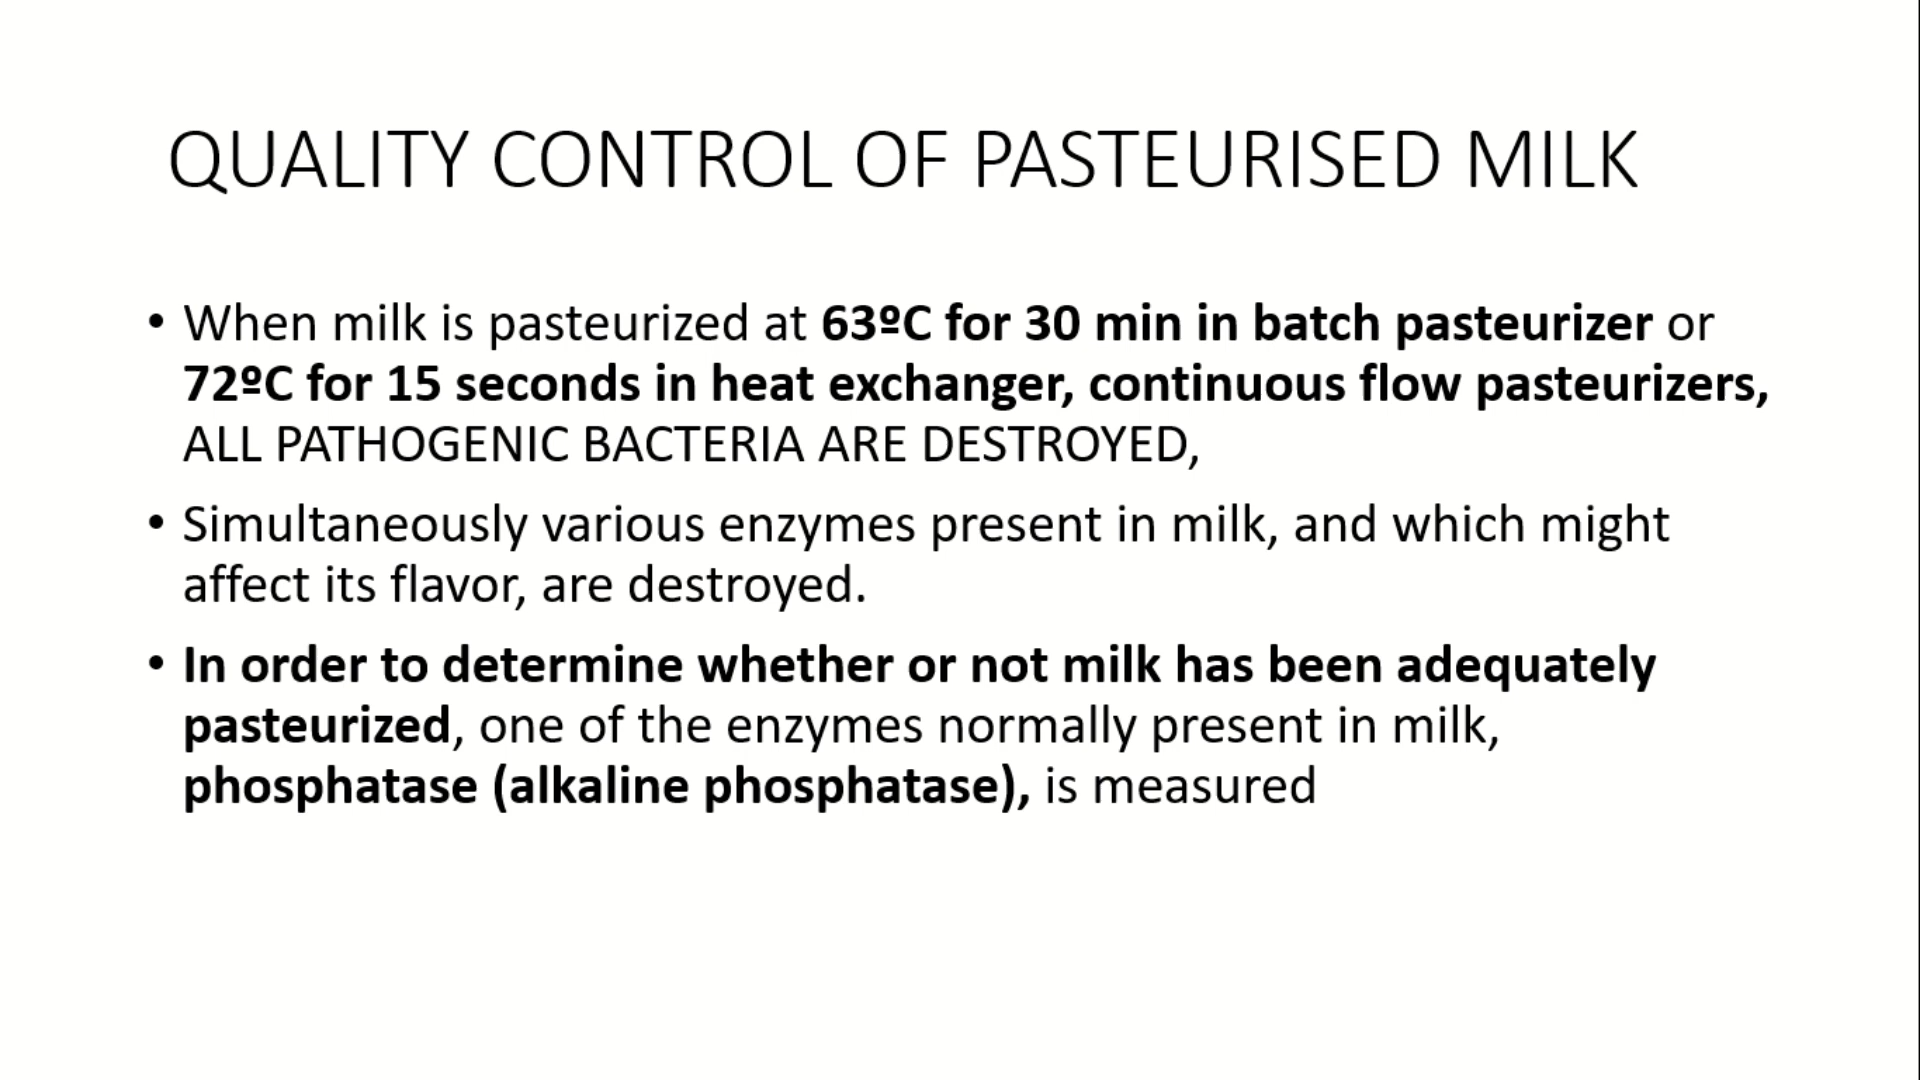 QUALITY CONTROL OF PASTEURISED MILK
• When milk is pasteurized at 63ºC for 30 min in batch pasteurizer or
72ºC for 15 seconds in heat exchanger, continuous flow pasteurizers,
ALL PATHOGENIC BACTERIA ARE DESTROYED,
• Simultaneously various enzymes present in milk, and which might
affect its flavor, are destroyed.
• In order to determine whether or not milk has been adequately
pasteurized, one of the enzymes normally present in milk,
phosphatase (alkaline phosphatase), is measured